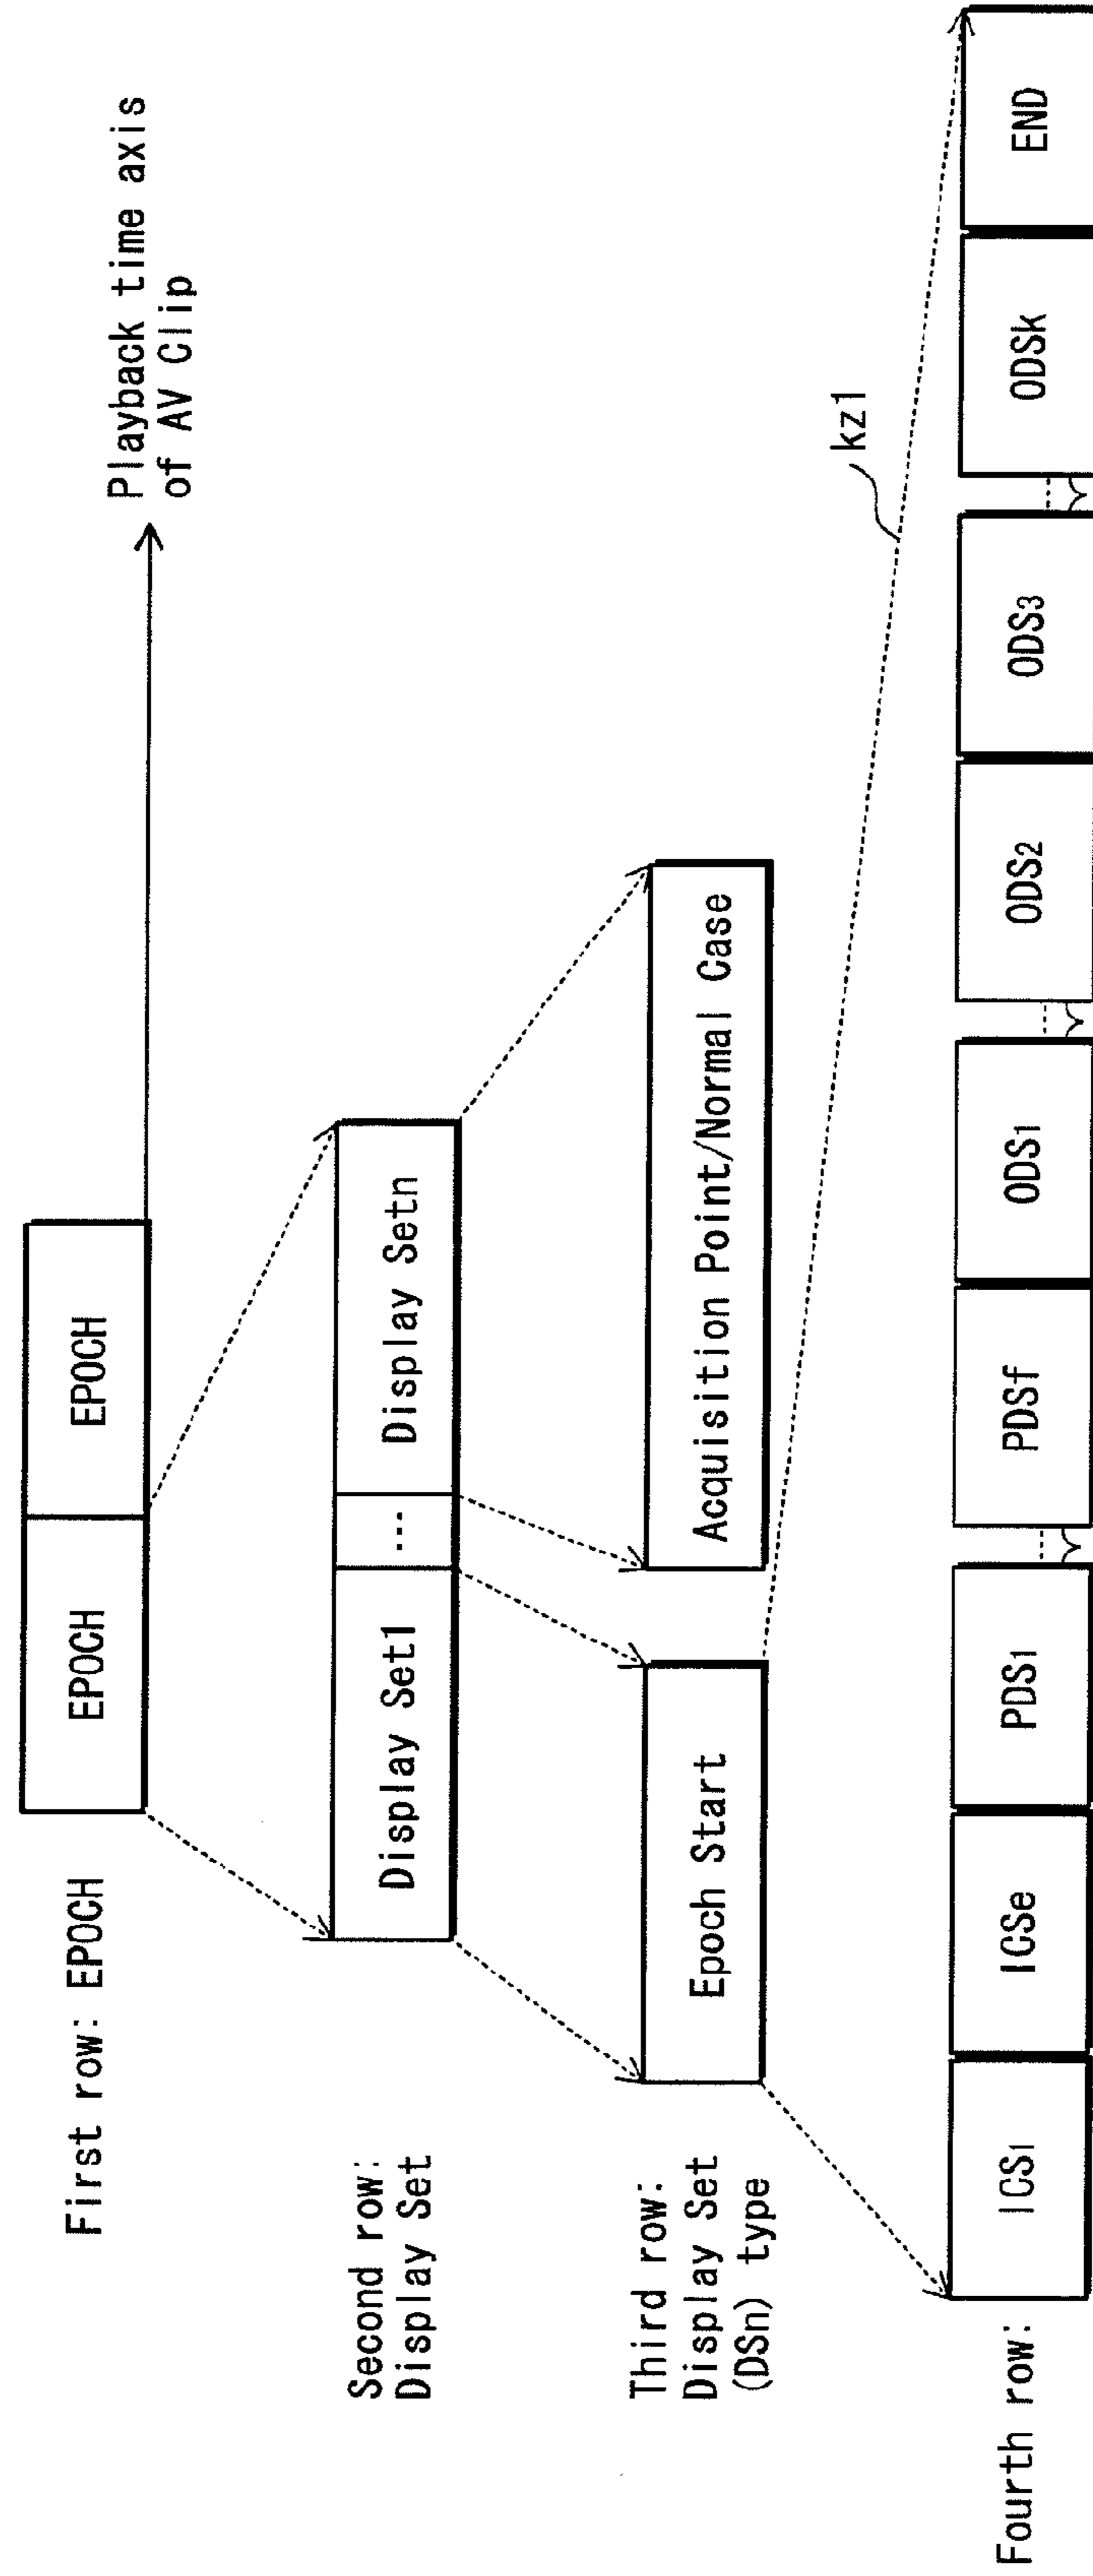 First row: EPOCH
EPOCH
EPOCH
Playback time axis
of AV Clip
Second row:
Display Set
Display Set1
...
Display Setn
Third row:
Display Set
(DSn) type
Epoch Start
Acquisition Point/Normal Case
kz1
Fourth row:
ICS1
ICSe
PDS1
PDSf
ODS1
ODS2
ODS3
ODSk
END